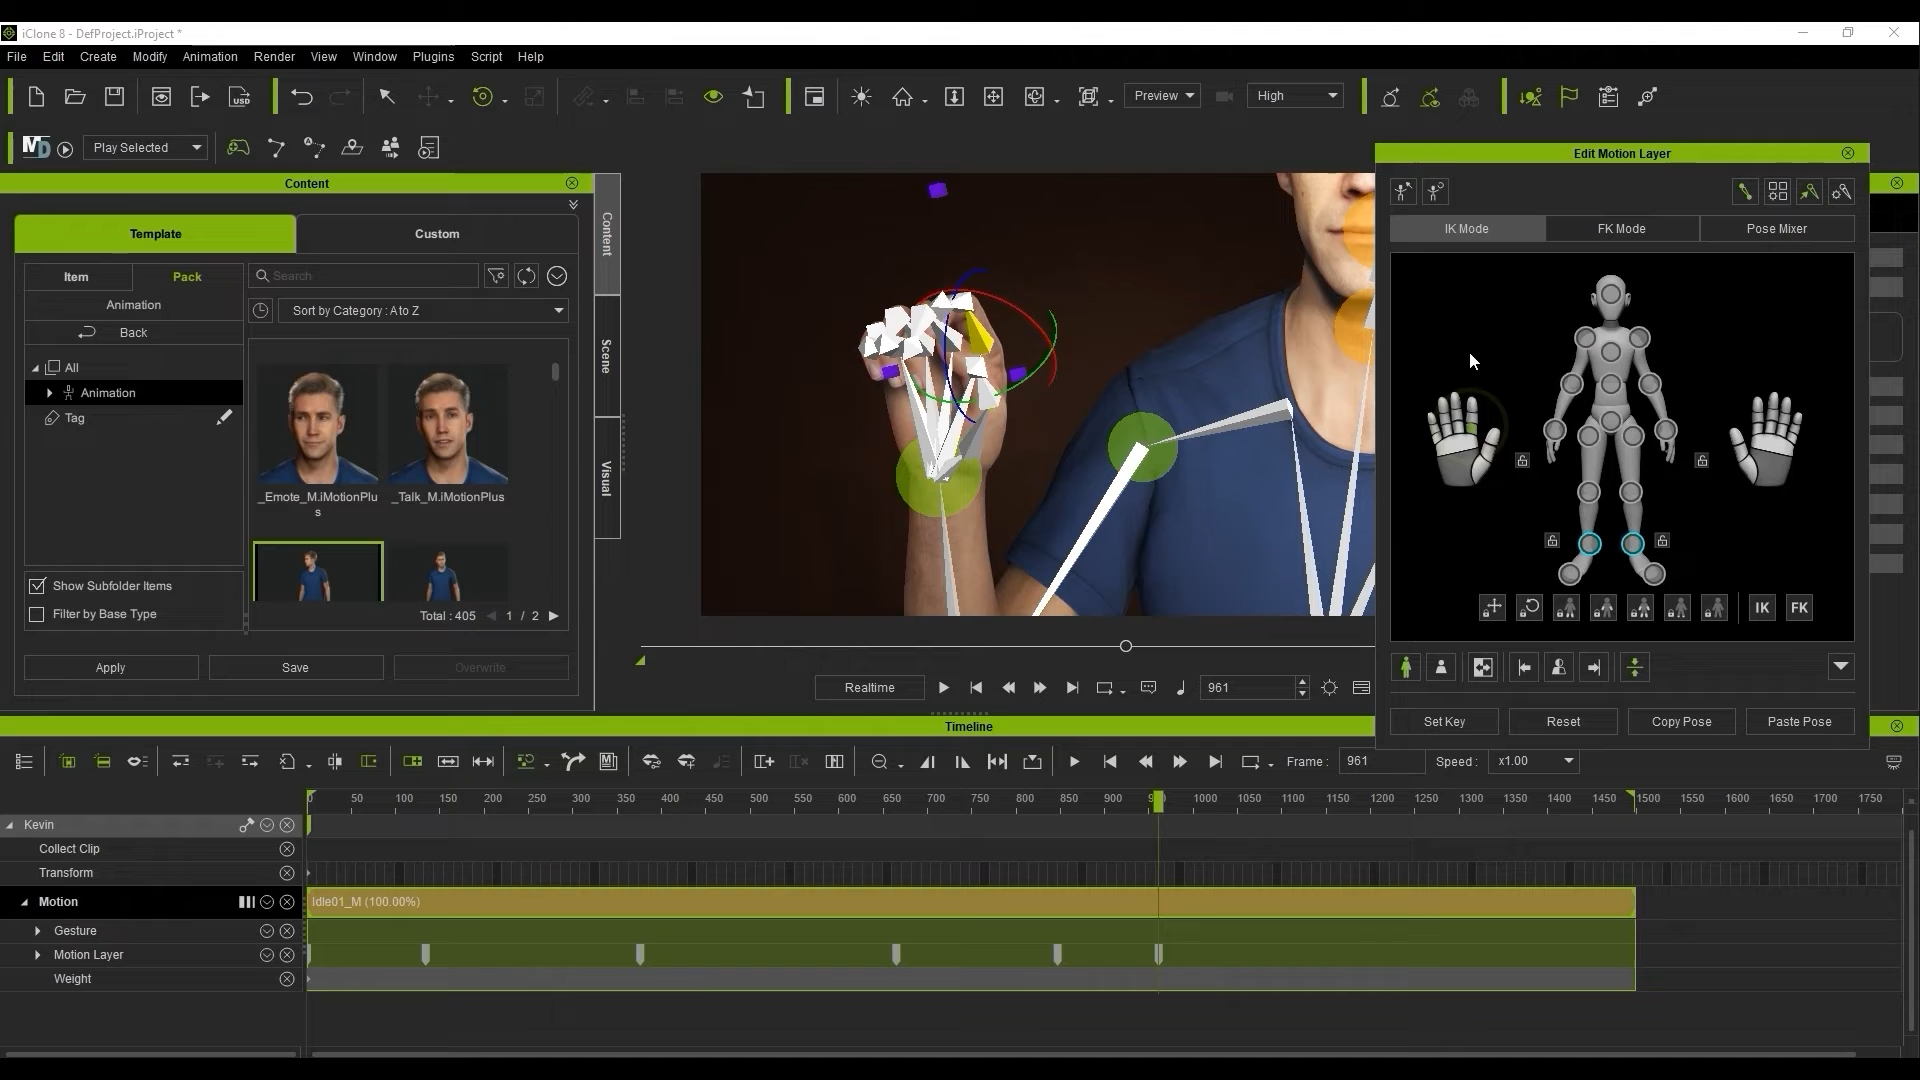 iClone 8 - DefProject.iProject *
File Edit Create Modify Animation Render View Window Plugins Script Help
USD
Preview
High
MD
Play Selected
Content
Template
Custom
Item
Pack
Search
Animation
Sort by Category : A to Z
Back
All
Animation
Tag
_Emote_M.iMotionPlu
s
_Talk_M.iMotionPlus
Show Subfolder Items
Filter by Base Type
Total : 405
1 / 2
Apply
Save
Overwrite
Content
Scene
Visual
Edit Motion Layer
IK Mode
FK Mode
Pose Mixer
IK
FK
Set Key
Reset
Copy Pose
Paste Pose
Realtime
961
Timeline
Frame : 961
Speed : x1.00
0 50 100 150 200 250 300 350 400 450 500 550 600 650 700 750 800 850 900 1000 1050 1100 1150 1200 1250 1300 1350 1400 1450 1500 1550 1600 1650 1700 1750
Kevin
Collect Clip
Transform
Motion
Idle01_M (100.00%)
Gesture
Motion Layer
Weight